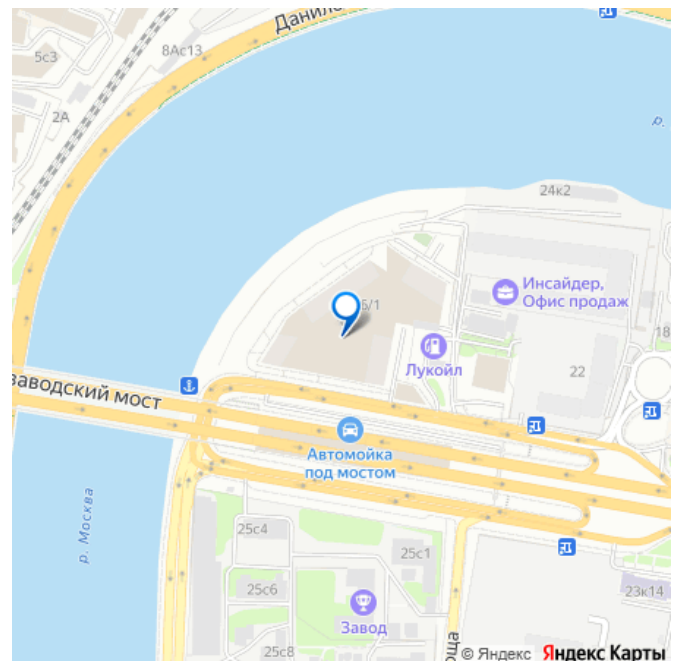 Данило
8Ас13
5с3
2А
р.
24к2
6/1
Инсайдер,
Офис продаж
Лукойл
18
22
заводский мост
Автомойка
под мостом
р. Москва
25с4
25с1
25с6
23к14
Завод
25с8
оща
© Яндекс Яндекс Карты